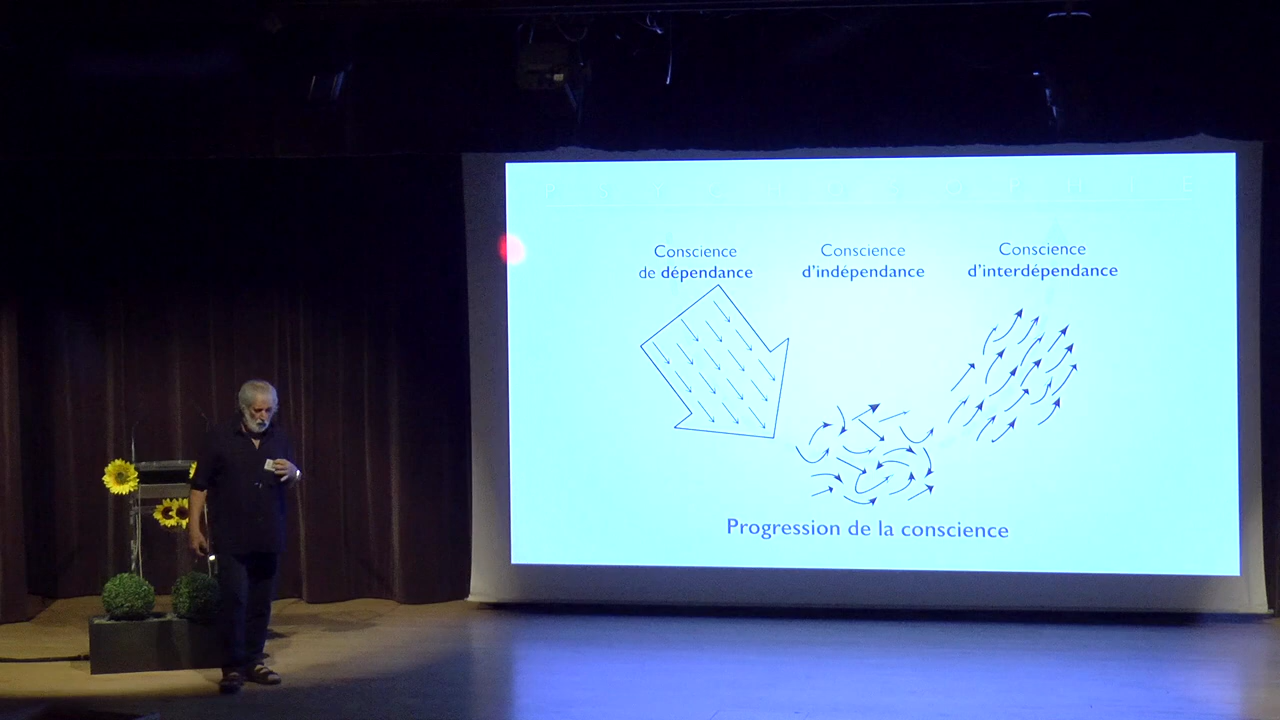 Conscience
de dépendance
Conscience
d'indépendance
Conscience
d'interdépendance
Progression de la conscience